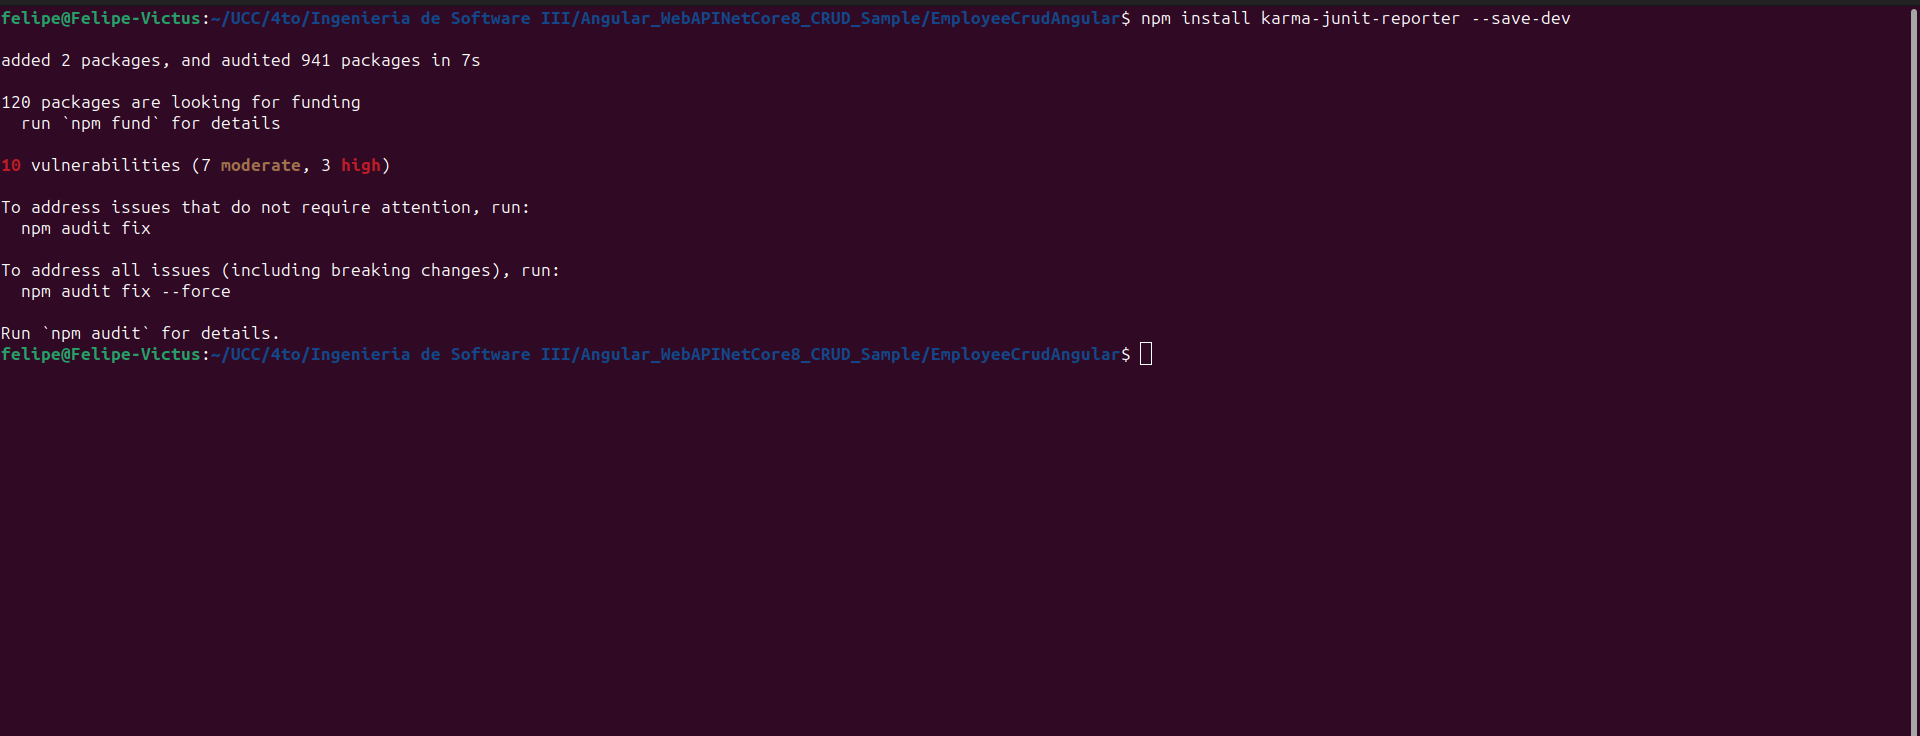 felipe@Felipe-Victus:~/UCC/4to/Ingenieria de Software III/Angular_WebAPINetCore8_CRUD_Sample/EmployeeCrudAngular$ npm install karma-junit-reporter --save-dev
added 2 packages, and audited 941 packages in 7s
120 packages are looking for funding
  run `npm fund` for details
10 vulnerabilities (7 moderate, 3 high)
To address issues that do not require attention, run:
  npm audit fix
To address all issues (including breaking changes), run:
  npm audit fix --force
Run `npm audit` for details.
felipe@Felipe-Victus:~/UCC/4to/Ingenieria de Software III/Angular_WebAPINetCore8_CRUD_Sample/EmployeeCrudAngular$